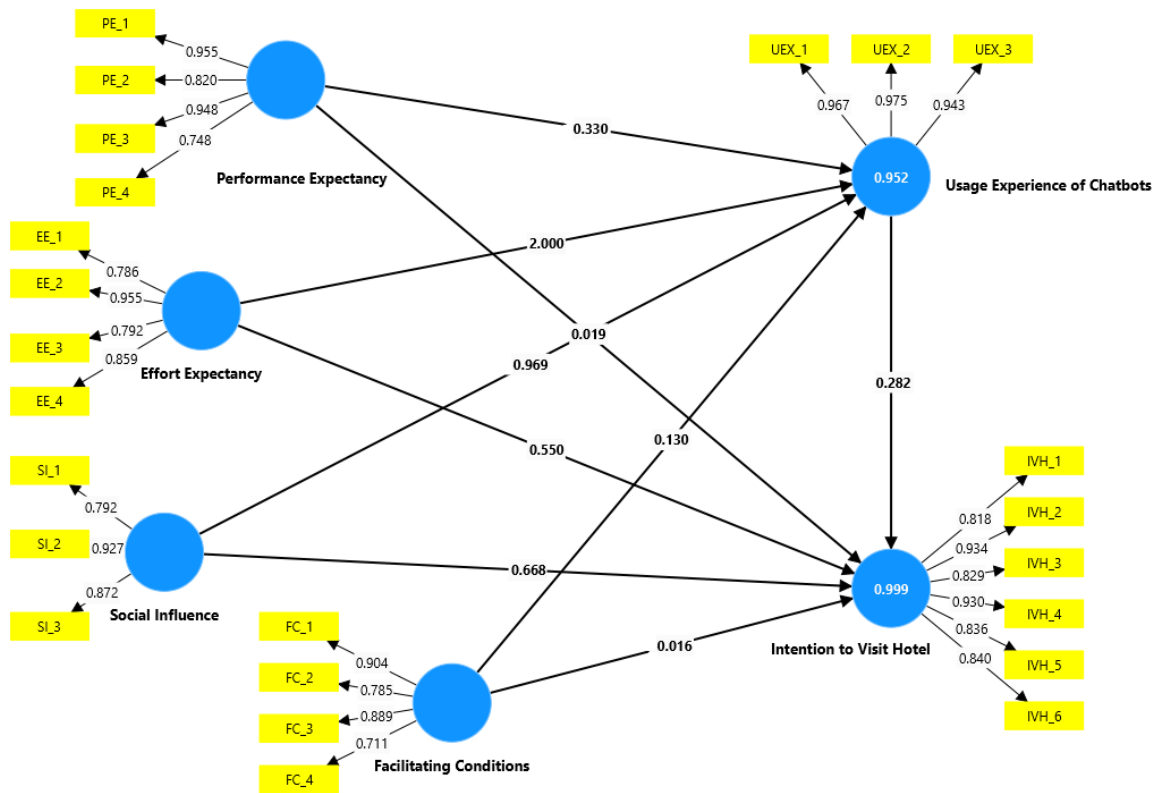 PE_1
0.955
PE_2
0.820
PE_3
0.948
PE_4
0.748
Performance Expectancy
UEX_1
UEX_2
UEX_3
0.967
0.975
0.943
0.952
Usage Experience of Chatbots
0.330
EE_1
0.786
EE_2
0.955
EE_3
0.792
EE_4
0.859
Effort Expectancy
2.000
0.019
0.969
0.282
0.130
0.550
SI_1
0.792
SI_2
0.927
SI_3
0.872
Social Influence
0.668
0.016
FC_1
0.904
FC_2
0.785
FC_3
0.889
FC_4
0.711
Facilitating Conditions
0.999
Intention to Visit Hotel
IVH_1
0.818
IVH_2
0.934
IVH_3
0.829
IVH_4
0.930
IVH_5
0.836
IVH_6
0.840